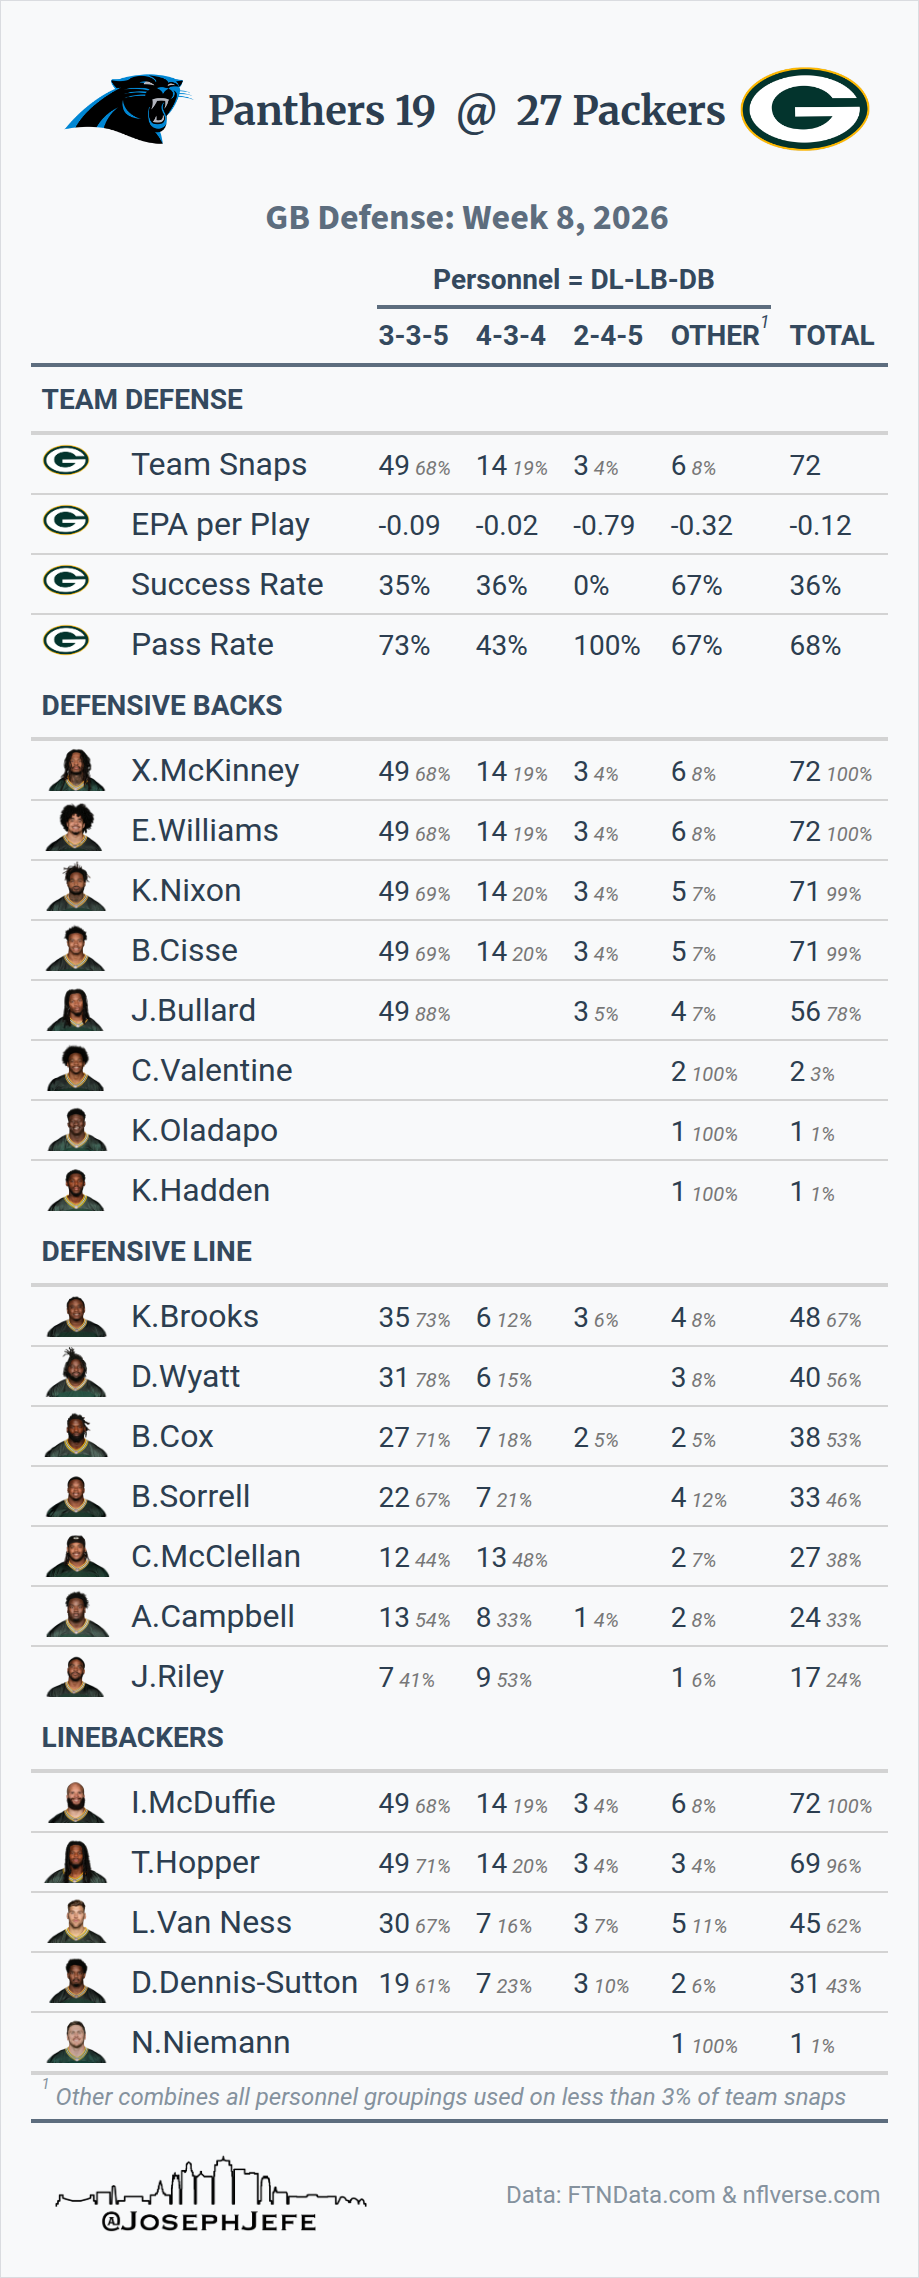 Panthers 19 @ 27 Packers
GB Defense: Week 8, 2026
Personnel = DL-LB-DB
3-3-5 4-3-4 2-4-5 OTHER 1 TOTAL
TEAM DEFENSE
Team Snaps 49 68% 14 19% 3 4% 6 8% 72
EPA per Play -0.09 -0.02 -0.79 -0.32 -0.12
Success Rate 35% 36% 0% 67% 36%
Pass Rate 73% 43% 100% 67% 68%
DEFENSIVE BACKS
X.McKinney 49 68% 14 19% 3 4% 6 8% 72 100%
E.Williams 49 68% 14 19% 3 4% 6 8% 72 100%
K.Nixon 49 69% 14 20% 3 4% 5 7% 71 99%
B.Cisse 49 69% 14 20% 3 4% 5 7% 71 99%
J.Bullard 49 88% 3 5% 4 7% 56 78%
C.Valentine 2 100% 2 3%
K.Oladapo 1 100% 1 1%
K.Hadden 1 100% 1 1%
DEFENSIVE LINE
K.Brooks 35 73% 6 12% 3 6% 4 8% 48 67%
D.Wyatt 31 78% 6 15% 3 8% 40 56%
B.Cox 27 71% 7 18% 2 5% 2 5% 38 53%
B.Sorrell 22 67% 7 21% 4 12% 33 46%
C.McClellan 12 44% 13 48% 2 7% 27 38%
A.Campbell 13 54% 8 33% 1 4% 2 8% 24 33%
J.Riley 7 41% 9 53% 1 6% 17 24%
LINEBACKERS
I.McDuffie 49 68% 14 19% 3 4% 6 8% 72 100%
T.Hopper 49 71% 14 20% 3 4% 3 4% 69 96%
L.Van Ness 30 67% 7 16% 3 7% 5 11% 45 62%
D.Dennis-Sutton 19 61% 7 23% 3 10% 2 6% 31 43%
N.Niemann 1 100% 1 1%
1 Other combines all personnel groupings used on less than 3% of team snaps
@JOSEPHJEFE
Data: FTNData.com & nflverse.com